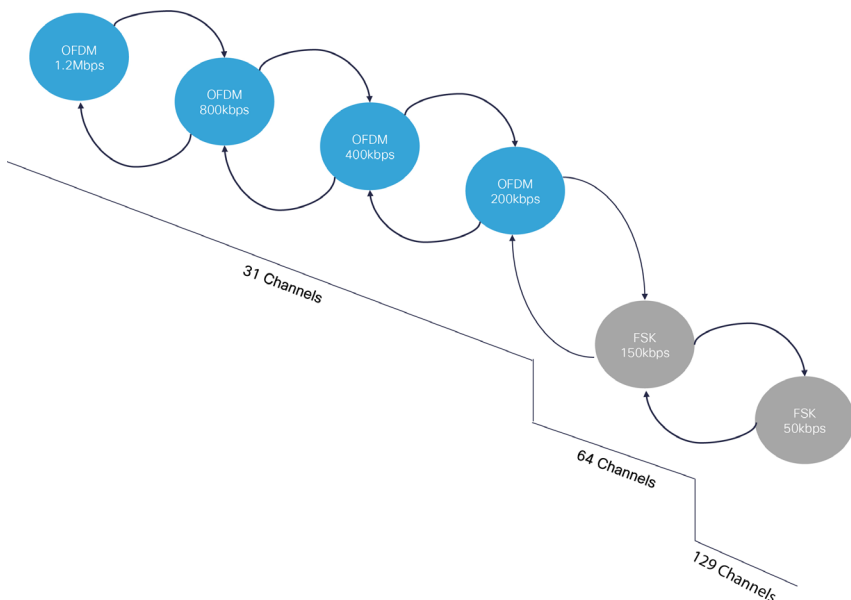 OFDM
1.2Mbps
OFDM
800kbps
OFDM
400kbps
OFDM
200kbps
31 Channels
FSK
150kbps
FSK
50kbps
64 Channels
129 Channels